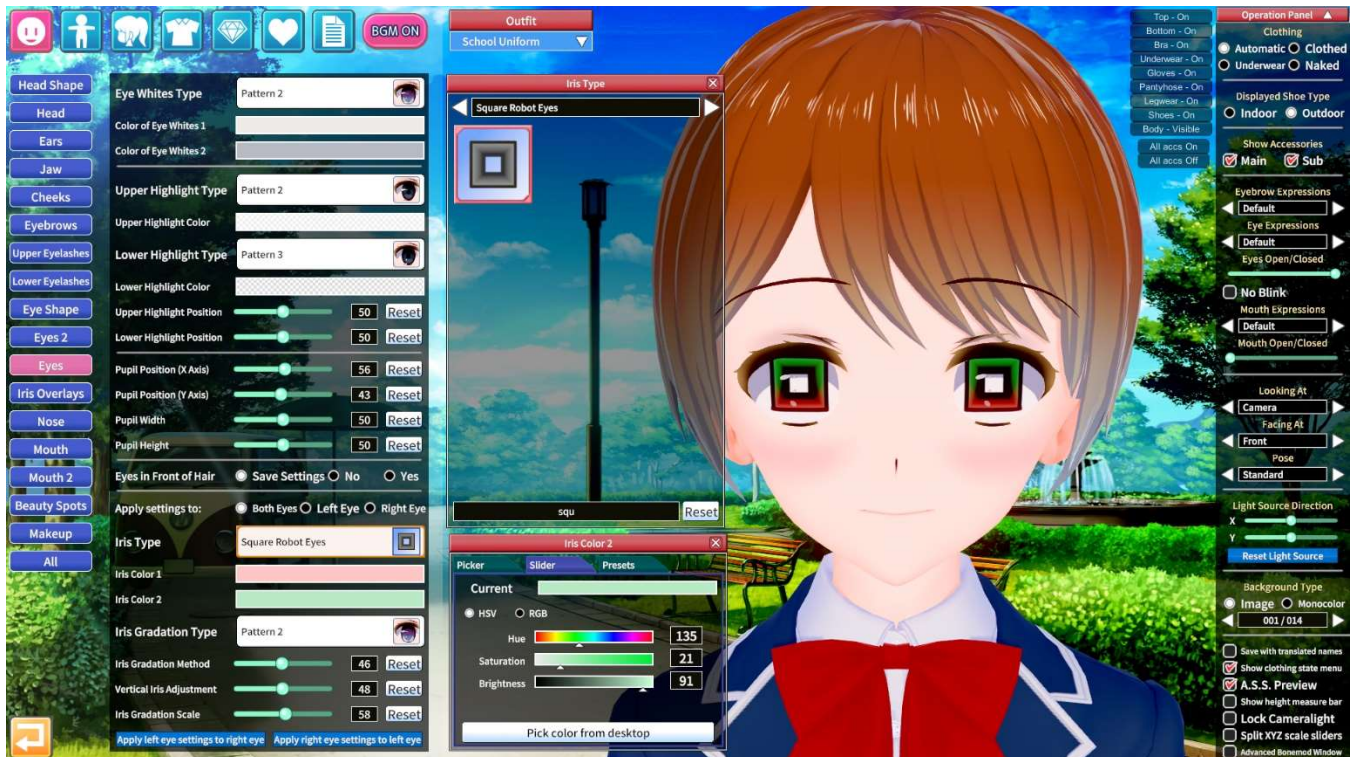 BGM ON
Head Shape
Head
Ears
Jaw
Cheeks
Eyebrows
Upper Eyelashes
Lower Eyelashes
Eye Shape
Eyes 2
Eyes
Iris Overlays
Nose
Mouth
Mouth 2
Beauty Spots
Makeup
All
Eye Whites Type Pattern 2
Color of Eye Whites 1
Color of Eye Whites 2
Upper Highlight Type Pattern 2
Upper Highlight Color
Lower Highlight Type Pattern 3
Lower Highlight Color
Upper Highlight Position 50 Reset
Lower Highlight Position 50 Reset
Pupil Position (X Axis) 56 Reset
Pupil Position (Y Axis) 43 Reset
Pupil Width 50 Reset
Pupil Height 50 Reset
Eyes in Front of Hair Save Settings No Yes
Apply settings to: Both Eyes Left Eye Right Eye
Iris Type Square Robot Eyes
Iris Color 1
Iris Color 2
Iris Gradation Type Pattern 2
Iris Gradation Method 46 Reset
Vertical Iris Adjustment 48 Reset
Iris Gradation Scale 58 Reset
Apply left eye settings to right eye Apply right eye settings to left eye
Outfit
School Uniform
Iris Type
Square Robot Eyes
squ Reset
Iris Color 2
Picker Slider Presets
Current
HSV RGB
Hue 135
Saturation 21
Brightness 91
Pick color from desktop
Top - On
Bottom - On
Bra - On
Underwear - On
Gloves - On
Pantyhose - On
Legwear - On
Shoes - On
Body - Visible
All accs On
All accs Off
Operation Panel
Clothing
Automatic Clothed
Underwear Naked
Displayed Shoe Type
Indoor Outdoor
Show Accessories
Main Sub
Eyebrow Expressions
Default
Eye Expressions
Default
Eyes Open/Closed
No Blink
Mouth Expressions
Default
Mouth Open/Closed
Looking At
Camera
Facing At
Front
Pose
Standard
Light Source Direction
X
Y
Reset Light Source
Background Type
Image Monocolor
001 / 014
Save with translated names
Show clothing state menu
A.S.S. Preview
Show height measure bar
Lock Cameralight
Split XYZ scale sliders
Advanced Bonemod Window